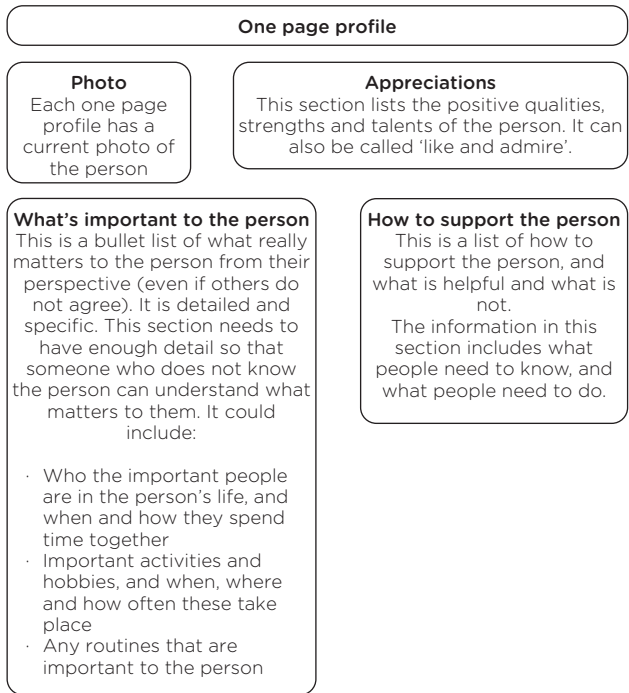 One page profile
Photo
Each one page
profile has a
current photo of
the person
Appreciations
This section lists the positive qualities,
strengths and talents of the person. It can
also be called ‘like and admire’.
What’s important to the person
This is a bullet list of what really
matters to the person from their
perspective (even if others do
not agree). It is detailed and
specific. This section needs to
have enough detail so that
someone who does not know
the person can understand what
matters to them. It could
include:
· Who the important people
are in the person’s life, and
when and how they spend
time together
· Important activities and
hobbies, and when, where
and how often these take
place
· Any routines that are
important to the person
How to support the person
This is a list of how to
support the person, and
what is helpful and what is
not.
The information in this
section includes what
people need to know, and
what people need to do.